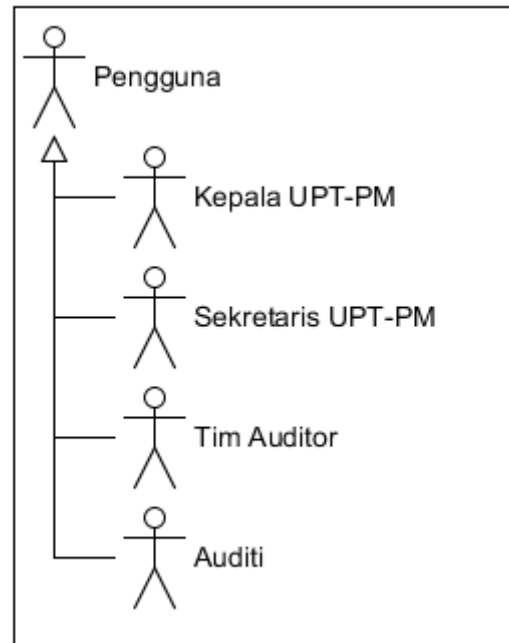 Pengguna
Kepala UPT-PM
Sekretaris UPT-PM
Tim Auditor
Auditi